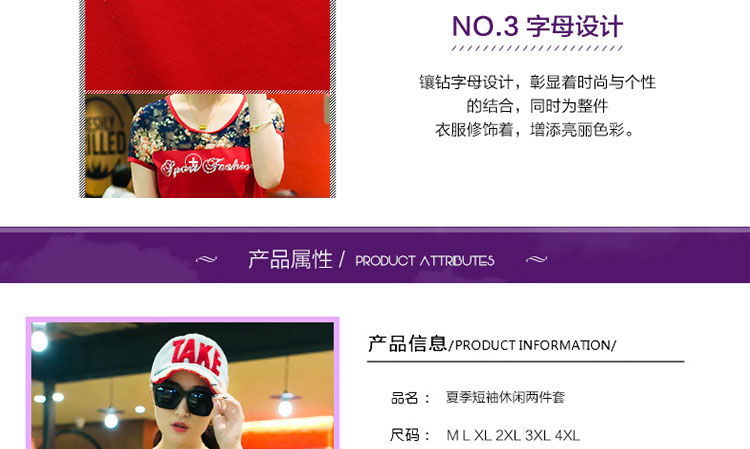 NO.3 字母设计
镶钻字母设计，彰显着时尚与个性
的结合，同时为整件
衣服修饰着，增添亮丽色彩。
Sport Fashion
产品属性 / PRODUCT ATTRIBUTES
TAKE
产品信息/PRODUCT INFORMATION/
品名： 夏季短袖休闲两件套
尺码： M L XL 2XL 3XL 4XL